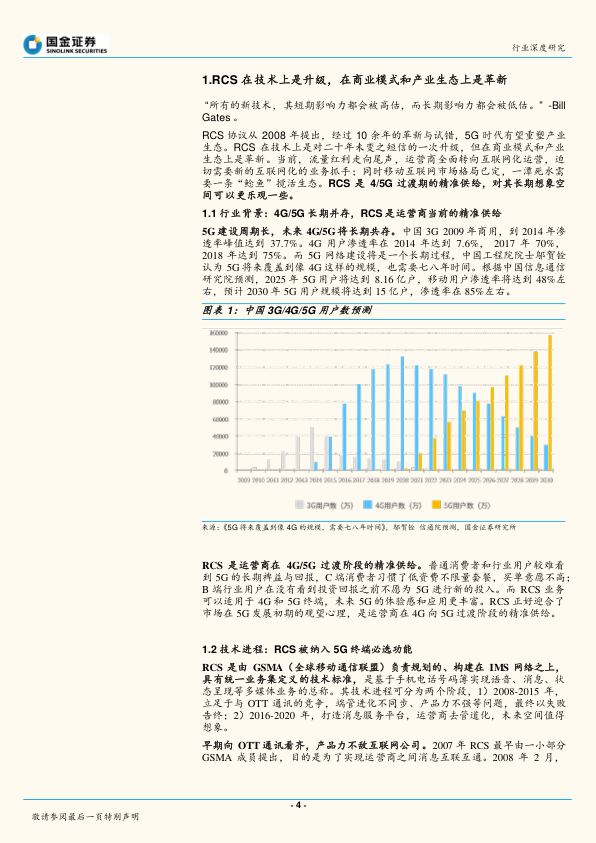 国金证券
SINOLINK SECURITIES
行业深度研究
1.RCS 在技术上是升级，在商业模式和产业生态上是革新
“所有的新技术，其短期影响力都会被高估，而长期影响力都会被低估。”-Bill
Gates 。
RCS 协议从 2008 年提出，经过 10 余年的革新与试错，5G 时代有望重塑产业
生态。RCS 在技术上是对二十年未变之短信的一次升级，但在商业模式和产业
生态上是革新。当前，流量红利走向尾声，运营商全面转向互联网化运营，迫
切需要新的互联网化的业务抓手；同时移动互联网市场格局已定，一潭死水需
要一条“鲶鱼”搅活生态。RCS 是 4/5G 过渡期的精准供给，对其长期想象空
间可以更乐观一些。
1.1 行业背景：4G/5G 长期并存，RCS 是运营商当前的精准供给
5G 建设周期长，未来 4G/5G 将长期共存。中国 3G 2009 年商用，到 2014 年渗
透率峰值达到 37.7%。4G 用户渗透率在 2014 年达到 7.6%， 2017 年 70%，
2018 年达到 75%。而 5G 网络建设将是一个长期过程，中国工程院院士邬贺铨
认为 5G 将来覆盖到像 4G 这样的规模，也需要七八年时间。根据中国信息通信
研究院预测，2025 年 5G 用户将达到 8.16 亿户，移动用户渗透率将达到 48%左
右，预计 2030 年 5G 用户规模将达到 15 亿户，渗透率在 85%左右。
图表 1：中国 3G/4G/5G 用户数预测
160000
140000
120000
100000
80000
60000
40000
20000
0
2009 2010 2011 2012 2013 2014 2015 2016 2017 2018 2019 2020 2021 2022 2023 2024 2025 2026 2027 2028 2029 2030
3G用户数（万） 4G用户数（万） 5G用户数（万）
来源：《5G 将来覆盖到像 4G 的规模，需要七八年时间》，邬贺铨 信通院预测，国金证券研究所
RCS 是运营商在 4G/5G 过渡阶段的精准供给。普通消费者和行业用户较难看
到 5G 的长期裨益与回报，C 端消费者习惯了低资费不限量套餐，买单意愿不高；
B 端行业用户在没有看到投资回报之前不愿为 5G 进行新的投入。而 RCS 业务
可以适用于 4G 和 5G 终端，未来 5G 的体验感和应用更丰富。RCS 正好迎合了
市场在 5G 发展初期的观望心理，是运营商在 4G 向 5G 过渡阶段的精准供给。
1.2 技术进程：RCS 被纳入 5G 终端必选功能
RCS 是由 GSMA（全球移动通信联盟）负责规划的、构建在 IMS 网络之上，
具有统一业务集定义的技术标准，是基于手机电话号码簿实现语音、消息、状
态呈现等多媒体业务的总称。其技术进程可分为两个阶段，1）2008-2015 年，
立足于与 OTT 通讯的竞争，端管进化不同步、产品力不强等问题，最终以失败
告终；2）2016-2020 年，打造消息服务平台，运营商去管道化，未来空间值得
想象。
早期向 OTT 通讯看齐，产品力不敌互联网公司。2007 年 RCS 最早由一小部分
GSMA 成员提出，目的是为了实现运营商之间消息互联互通。2008 年 2 月，
- 4 -
敬请参阅最后一页特别声明